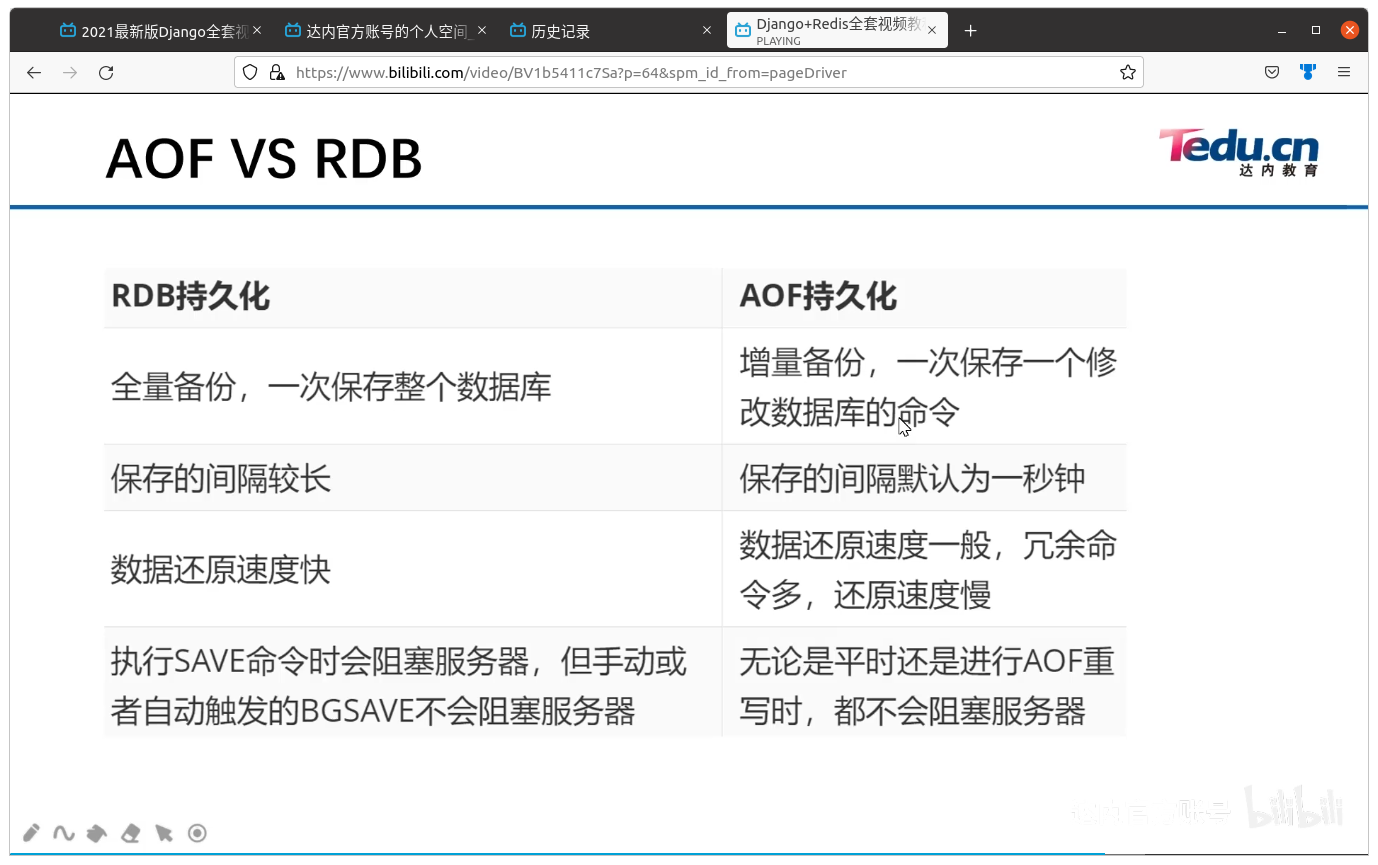 2021最新版Django全套视
达内官方账号的个人空间_
历史记录
Django+Redis全套视频教
PLAYING
https://www.bilibili.com/video/BV1b5411c7Sa?p=64&spm_id_from=pageDriver
AOF VS RDB
Tedu.cn
达内教育
RDB持久化
AOF持久化
全量备份，一次保存整个数据库
增量备份，一次保存一个修
改数据库的命令
保存的间隔较长
保存的间隔默认为一秒钟
数据还原速度快
数据还原速度一般，冗余命
令多，还原速度慢
执行SAVE命令时会阻塞服务器，但手动或
者自动触发的BGSAVE不会阻塞服务器
无论是平时还是进行AOF重
写时，都不会阻塞服务器
达内官方账号 bilibili